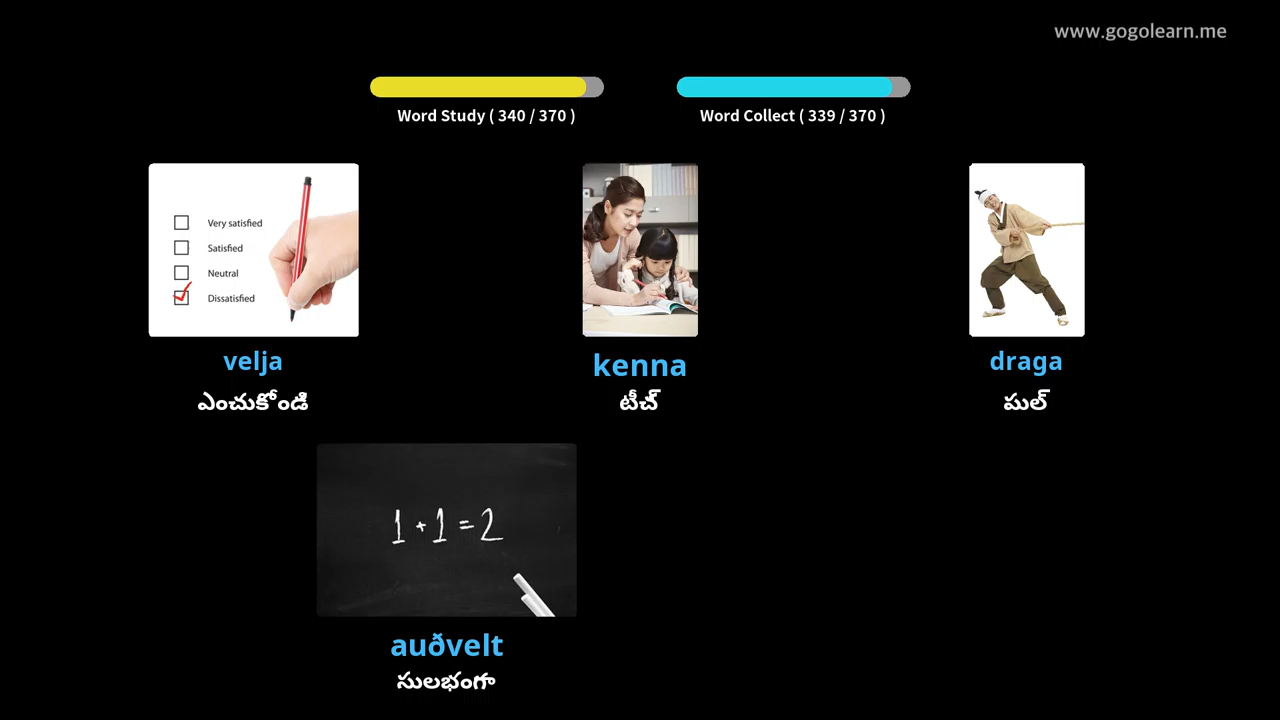 www.gogolearn.me
Word Study ( 340 / 370 )
Word Collect ( 339 / 370 )
Very satisfied
Satisfied
Neutral
Dissatisfied
velja
kenna
draga
ఎంచుకోండి
టీచ్
పుల్
1 + 1 = 2
auðvelt
సులభంగా